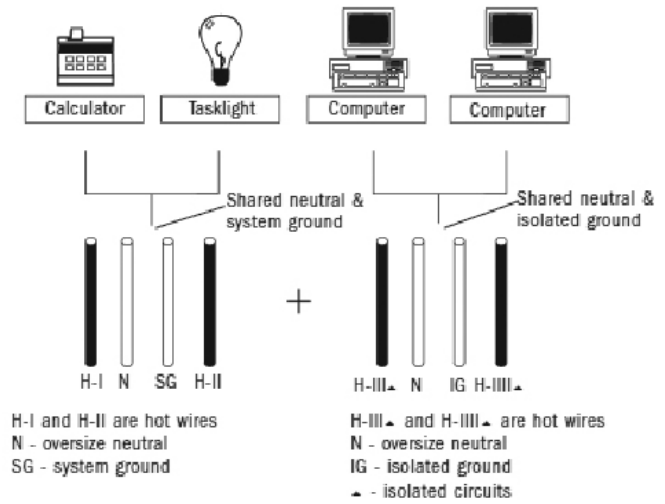 Calculator
Tasklight
Computer
Computer
Shared neutral &
system ground
Shared neutral &
isolated ground
+
H-I N SG H-II
H-III▲ N IG H-IIII▲
H-I and H-II are hot wires
N - oversize neutral
SG - system ground
H-III▲ and H-IIII▲ are hot wires
N - oversize neutral
IG - isolated ground
▲ - isolated circuits